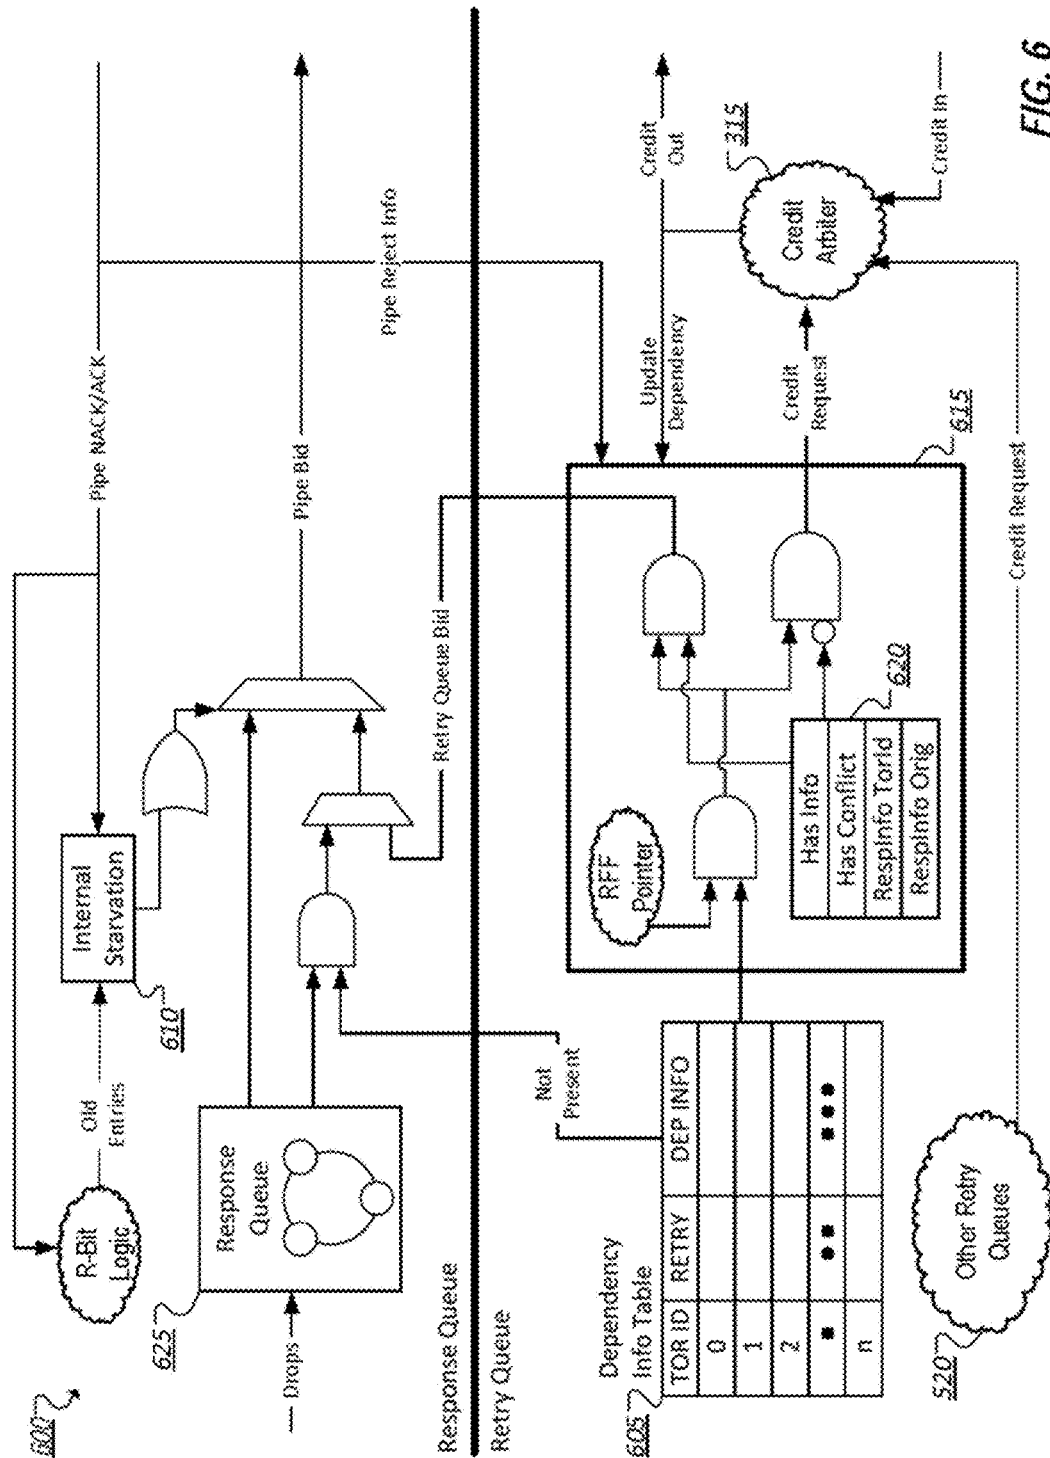 600
R-Bit
Logic
Old
Entries
610
Internal
Starvation
Pipe NACK/ACK
625
Response
Queue
Drops
Pipe Bid
Retry Queue Bid
Pipe Reject Info
Response Queue
Retry Queue
Not
Present
605
Dependency
Info Table
TOR ID
RETRY
DEP INFO
0
1
2
n
RFF
Pointer
Has Info
Has Conflict
RespInfo TorId
RespInfo Orig
620
615
Update
Dependency
Credit
Out
Credit
Request
Credit
Arbiter
315
Credit In
520
Other Retry
Queues
Credit Request
FIG. 6